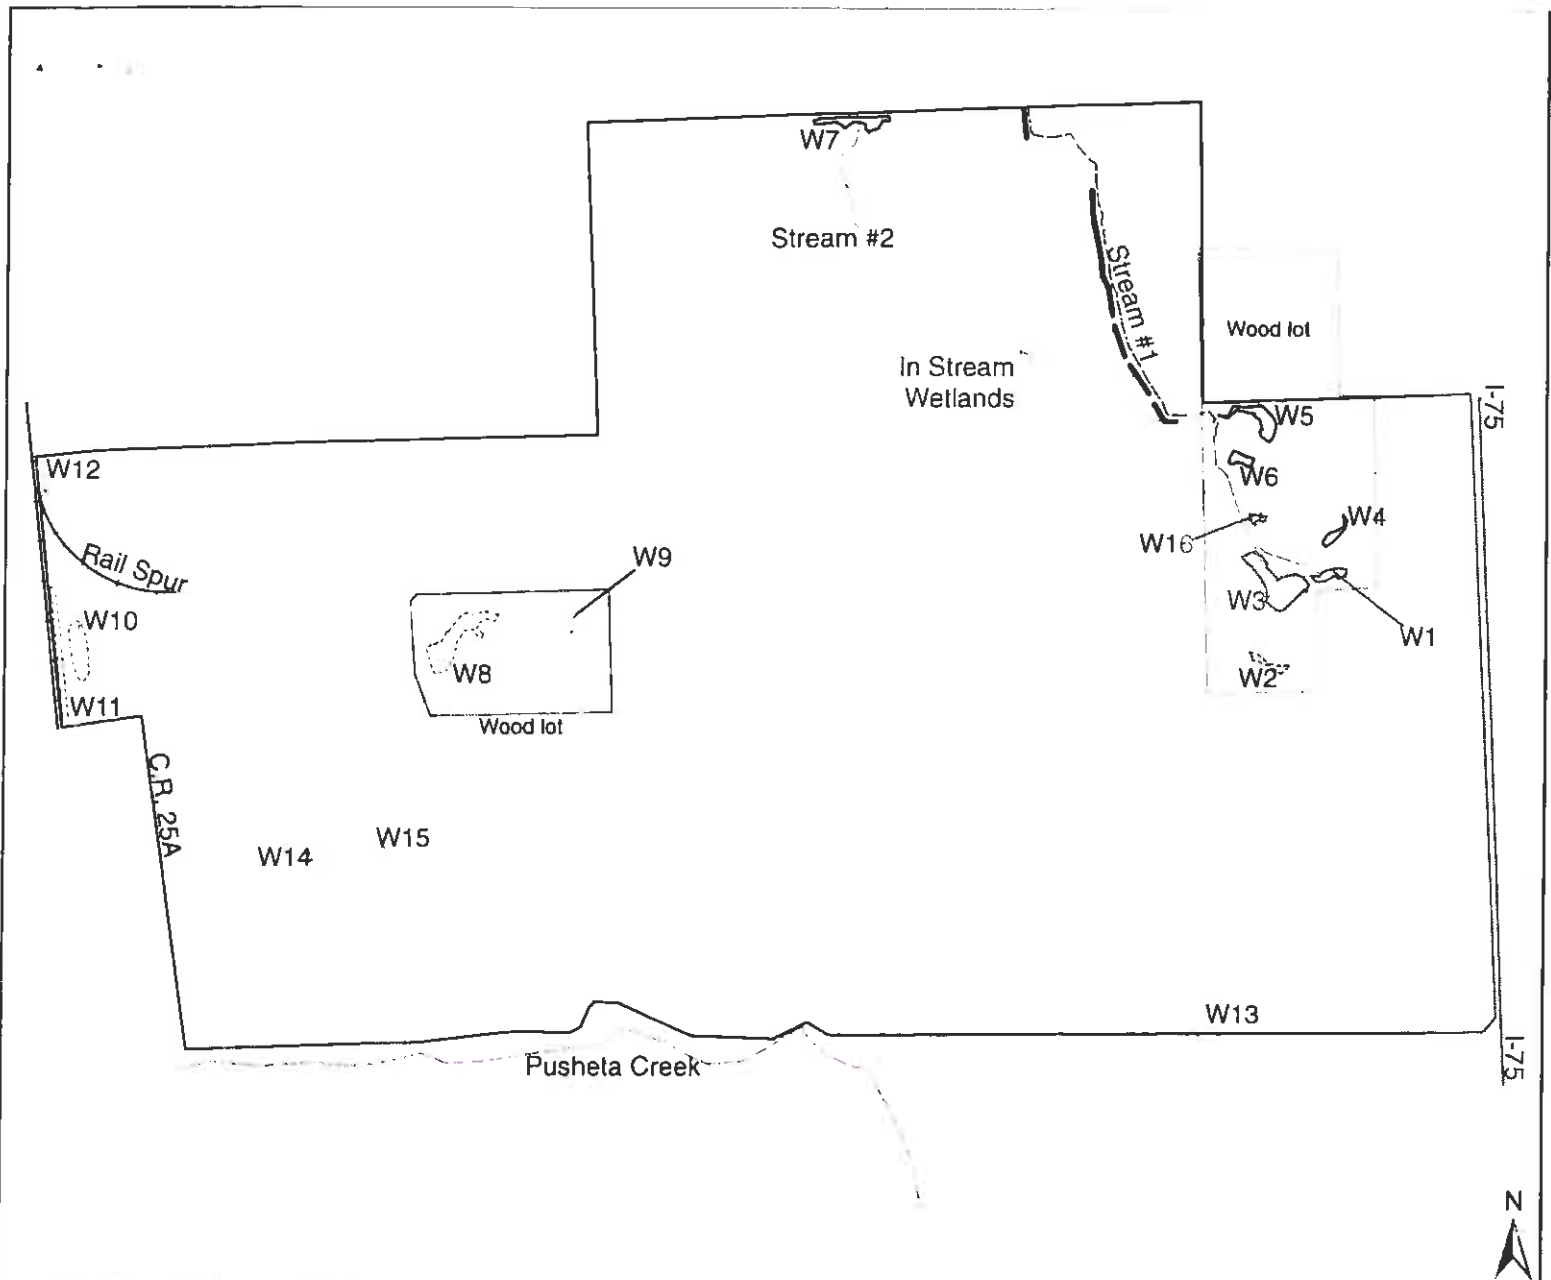 W7
Stream #2
Stream #1
Wood lot
In Stream
Wetlands
I-75
W5
W12
W6
W4
W16
Rail Spur
W9
W3
W10
W1
W8
W2
W11
Wood lot
C.R. 25A
W15
W14
W13
Pusheta Creek
I-75
N